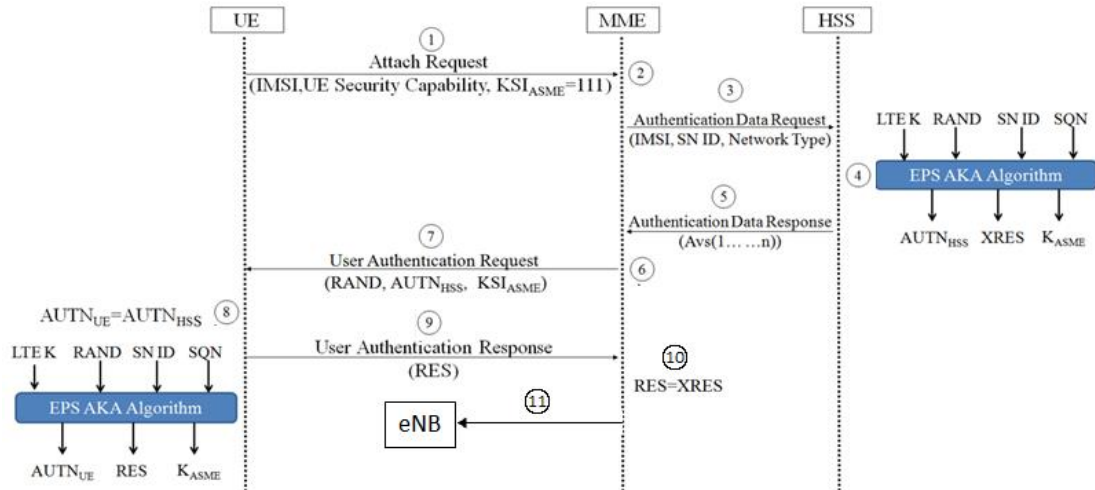 UE
MME
HSS
1
Attach Request
(IMSI,UE Security Capability, KSIASME=111)
2
3
Authentication Data Request
(IMSI, SN ID, Network Type)
LTE K RAND SN ID SQN
4
EPS AKA Algorithm
AUTNHSS XRES KASME
5
Authentication Data Response
(Avs(1... ...n))
7
User Authentication Request
(RAND, AUTNHSS, KSIASME)
6
AUTNUE=AUTNHSS
8
LTE K RAND SN ID SQN
EPS AKA Algorithm
AUTNUE RES KASME
9
User Authentication Response
(RES)
10
RES=XRES
11
eNB